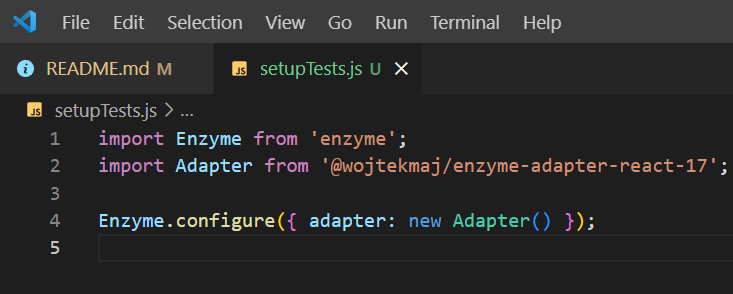 File Edit Selection View Go Run Terminal Help
README.md M JS setupTests.js U
JS setupTests.js > ...
1 import Enzyme from 'enzyme';
2 import Adapter from '@wojtekmaj/enzyme-adapter-react-17';
3
4 Enzyme.configure({ adapter: new Adapter() });
5